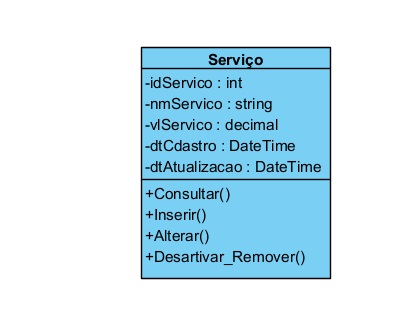 Serviço
-idServico : int
-nmServico : string
-vlServico : decimal
-dtCdastro : DateTime
-dtAtualizacao : DateTime
+Consultar()
+Inserir()
+Alterar()
+Desartivar_Remover()